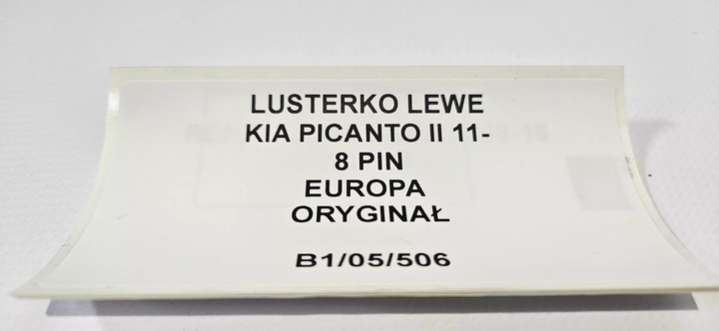 LUSTERKO LEWE
KIA PICANTO II 11-
8 PIN
EUROPA
ORYGINAŁ
B1/05/506